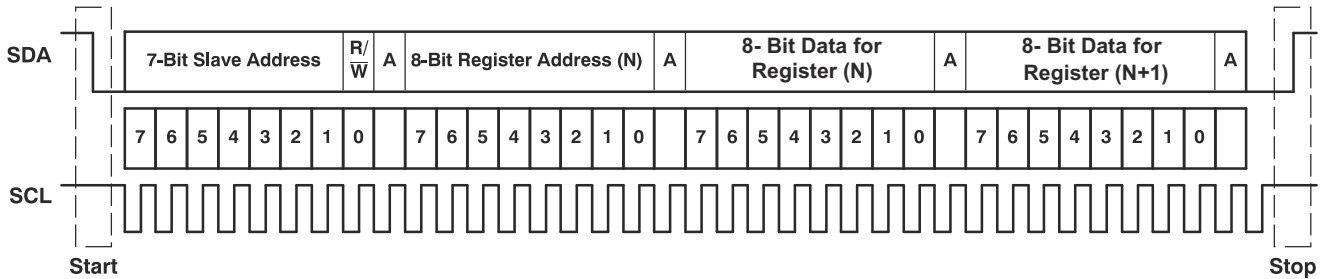 SDA
7-Bit Slave Address
R/
W
A
8-Bit Register Address (N)
A
8- Bit Data for
Register (N)
A
8- Bit Data for
Register (N+1)
A
7 6 5 4 3 2 1 0 7 6 5 4 3 2 1 0 7 6 5 4 3 2 1 0 7 6 5 4 3 2 1 0
SCL
Start
Stop